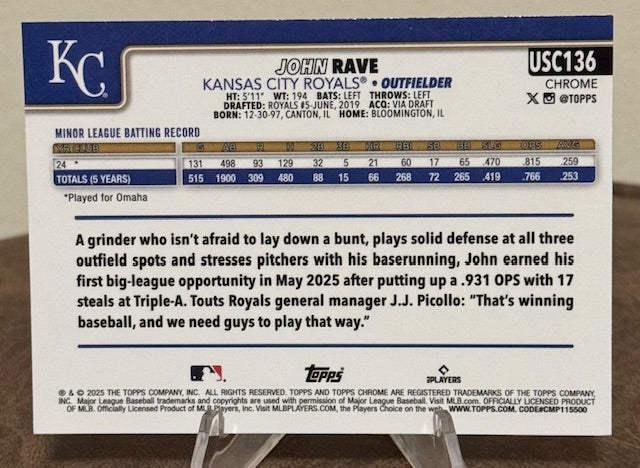 KC
JOHN RAVE
USC136
KANSAS CITY ROYALS® • OUTFIELDER
CHROME
HT: 5'11" WT: 194 BATS: LEFT THROWS: LEFT
X @TOPPS
DRAFTED: ROYALS #5-JUNE, 2019 ACQ: VIA DRAFT
BORN: 12-30-97, CANTON, IL HOME: BLOOMINGTON, IL
MINOR LEAGUE BATTING RECORD
YR CLUB G AB R H 2B 3B HR RBI SB BB SLG OPS AVG
24 * 131 498 93 129 32 5 21 60 17 65 .470 .815 .259
TOTALS (5 YEARS) 515 1900 309 480 88 15 66 268 72 265 .419 .766 .253
*Played for Omaha
A grinder who isn't afraid to lay down a bunt, plays solid defense at all three
outfield spots and stresses pitchers with his baserunning, John earned his
first big-league opportunity in May 2025 after putting up a .931 OPS with 17
steals at Triple-A. Touts Royals general manager J.J. Picollo: “That's winning
baseball, and we need guys to play that way.”
Topps
PLAYERS
® & © 2025 THE TOPPS COMPANY, INC. ALL RIGHTS RESERVED. TOPPS AND TOPPS CHROME ARE REGISTERED TRADEMARKS OF THE TOPPS COMPANY,
INC. Major League Baseball trademarks and copyrights are used with permission of Major League Baseball. Visit MLB.com. OFFICIALLY LICENSED PRODUCT
OF MLB. Officially Licensed Product of MLB Players, Inc. Visit MLBPLAYERS.com, the Players Choice on the web. WWW.TOPPS.COM. CODE#CMP115500